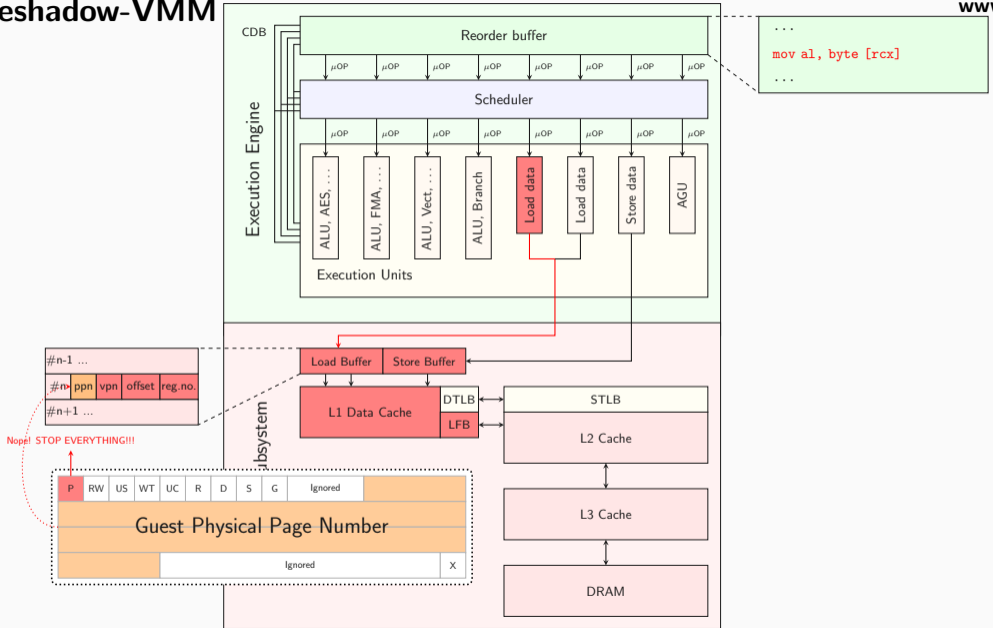 eshadow-VMM
www
CDB
Reorder buffer
...
mov al, byte [rcx]
...
μOP μOP μOP μOP μOP μOP μOP μOP
Scheduler
μOP μOP μOP μOP μOP μOP μOP μOP
Execution Engine
ALU, AES, ...
ALU, FMA, ...
ALU, Vect, ...
ALU, Branch
Load data
Load data
Store data
AGU
Execution Units
#n-1 ...
#n ppn vpn offset reg.no.
#n+1 ...
Load Buffer Store Buffer
L1 Data Cache
DTLB
LFB
STLB
L2 Cache
L3 Cache
DRAM
ubsystem
Nope! STOP EVERYTHING!!!
P RW US WT UC R D S G Ignored
Guest Physical Page Number
Ignored X